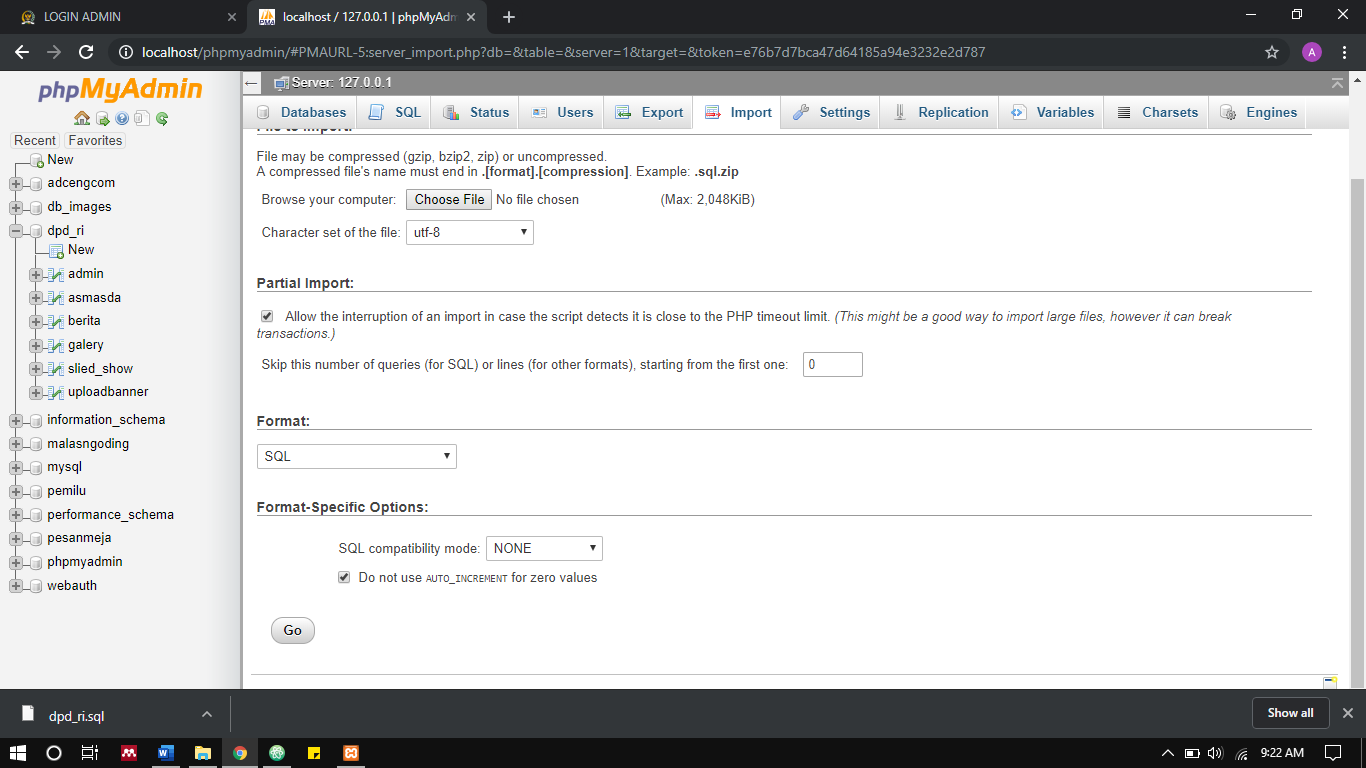 LOGIN ADMIN
localhost / 127.0.0.1 | phpMyAdm
localhost/phpmyadmin/#PMAURL-5:server_import.php?db=&table=&server=1&target=&token=e76b7d7bca47d64185a94e3232e2d787
A
phpMyAdmin
Recent Favorites
New
adcengcom
db_images
dpd_ri
New
admin
asmasda
berita
galery
slied_show
uploadbanner
information_schema
malasngoding
mysql
pemilu
performance_schema
pesanmeja
phpmyadmin
webauth
Server: 127.0.0.1
Databases SQL Status Users Export Import Settings Replication Variables Charsets Engines
File to Import:
File may be compressed (gzip, bzip2, zip) or uncompressed.
A compressed file's name must end in .[format].[compression]. Example: .sql.zip
Browse your computer: Choose File No file chosen (Max: 2,048KiB)
Character set of the file: utf-8
Partial Import:
Allow the interruption of an import in case the script detects it is close to the PHP timeout limit. (This might be a good way to import large files, however it can break
transactions.)
Skip this number of queries (for SQL) or lines (for other formats), starting from the first one: 0
Format:
SQL
Format-Specific Options:
SQL compatibility mode: NONE
Do not use AUTO_INCREMENT for zero values
Go
dpd_ri.sql
Show all
9:22 AM